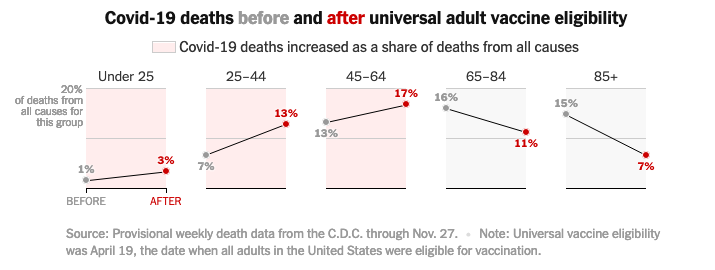 Covid-19 deaths before and after universal adult vaccine eligibility
Covid-19 deaths increased as a share of deaths from all causes
Under 25
25–44
45–64
65–84
85+
20%
of deaths from
all causes for
this group
1%
3%
7%
13%
13%
17%
16%
11%
15%
7%
BEFORE
AFTER
Source: Provisional weekly death data from the C.D.C. through Nov. 27. • Note: Universal vaccine eligibility
was April 19, the date when all adults in the United States were eligible for vaccination.